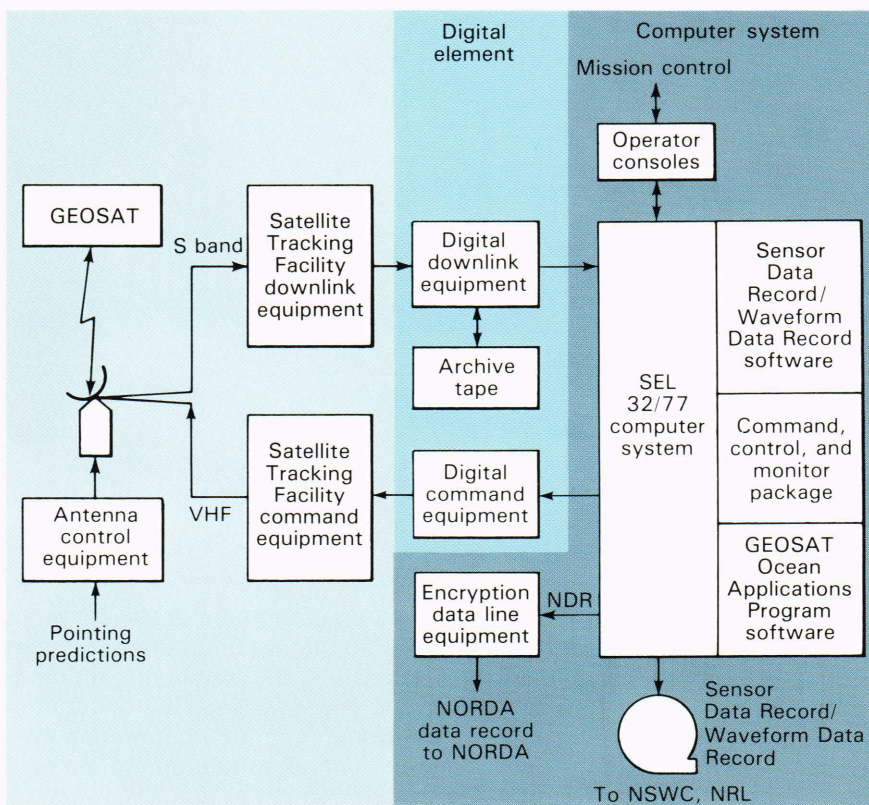 Digital
element
Computer system
Mission control
Operator
consoles
GEOSAT
S band
Satellite
Tracking
Facility
downlink
equipment
Digital
downlink
equipment
Archive
tape
SEL
32/77
computer
system
Sensor
Data
Record/
Waveform
Data Record
software
Command,
control, and
monitor
package
GEOSAT
Ocean
Applications
Program
software
Antenna
control
equipment
Pointing
predictions
VHF
Satellite
Tracking
Facility
command
equipment
Digital
command
equipment
Encryption
data line
equipment
NDR
NORDA
data record
to NORDA
Sensor
Data Record/
Waveform Data
Record
To NSWC, NRL